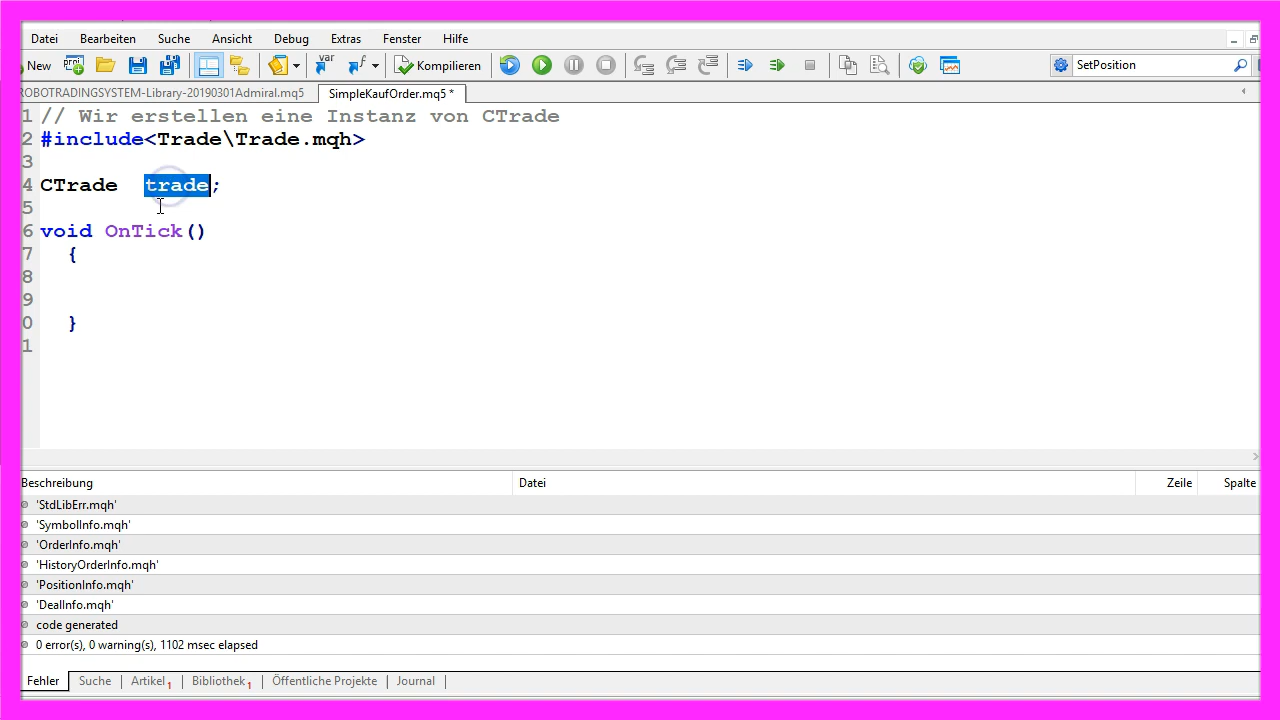 Datei Bearbeiten Suche Ansicht Debug Extras Fenster Hilfe
New var f Kompilieren SetPosition
ROBOTRADINGSYSTEM-Library-20190301Admiral.mq5 SimpleKaufOrder.mq5 *
1 // Wir erstellen eine Instanz von CTrade
2 #include<Trade\Trade.mqh>
3
4 CTrade trade;
5
6 void OnTick()
7 {
8
9
0 }
1
Beschreibung Datei Zeile Spalte
'StdLibErr.mqh'
'SymbolInfo.mqh'
'OrderInfo.mqh'
'HistoryOrderInfo.mqh'
'PositionInfo.mqh'
'DealInfo.mqh'
code generated
0 error(s), 0 warning(s), 1102 msec elapsed
Fehler Suche Artikel 1 Bibliothek 1 Öffentliche Projekte Journal